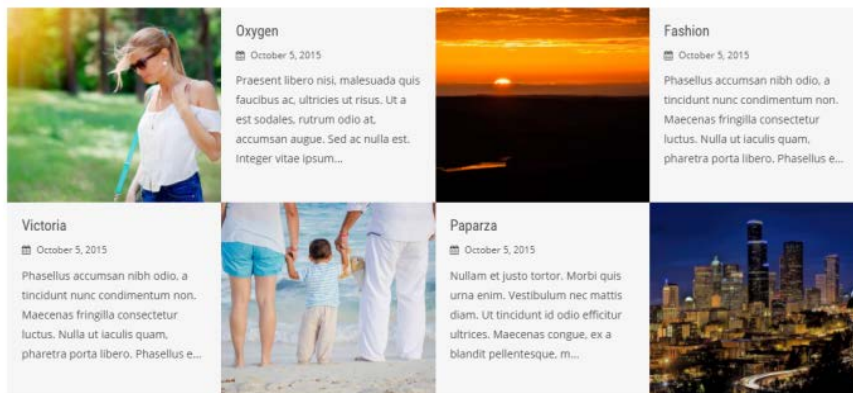 Oxygen
October 5, 2015
Praesent libero nisi, malesuada quis
faucibus ac, ultricies ut risus. Ut a
est sodales, rutrum odio at,
accumsan augue. Sed ac nulla est.
Integer vitae ipsum...
Fashion
October 5, 2015
Phasellus accumsan nibh odio, a
tincidunt nunc condimentum non.
Maecenas fringilla consectetur
luctus. Nulla ut iaculis quam,
pharetra porta libero. Phasellus e...
Victoria
October 5, 2015
Phasellus accumsan nibh odio, a
tincidunt nunc condimentum non.
Maecenas fringilla consectetur
luctus. Nulla ut iaculis quam,
pharetra porta libero. Phasellus e...
Paparza
October 5, 2015
Nullam et justo tortor. Morbi quis
urna enim. Vestibulum nec mattis
diam. Ut tincidunt id odio efficitur
ultrices. Maecenas congue, ex a
blandit pellentesque, m...